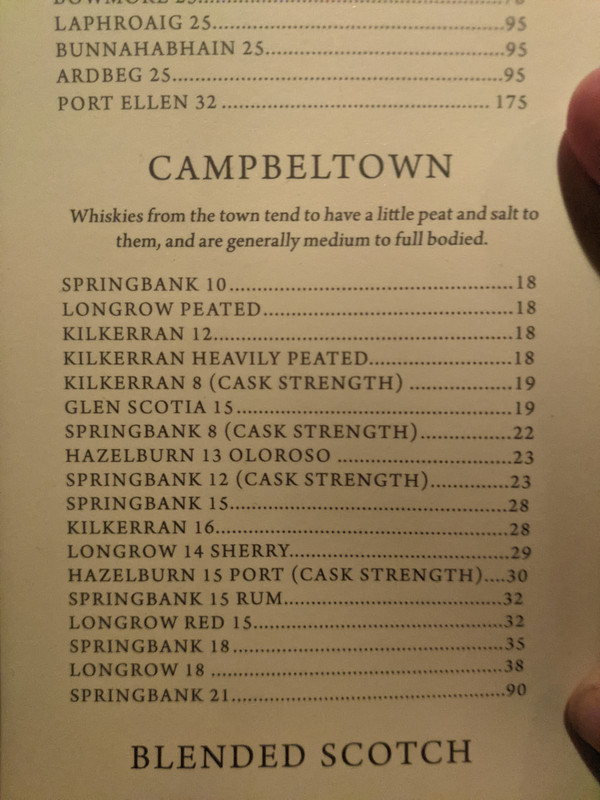 BOWMORE 25
LAPHROAIG 25..........................................95
BUNNAHABHAIN 25...................................95
ARDBEG 25.................................................95
PORT ELLEN 32 ........................................ 175
CAMPBELTOWN
Whiskies from the town tend to have a little peat and salt to
them, and are generally medium to full bodied.
SPRINGBANK 10..........................................18
LONGROW PEATED.....................................18
KILKERRAN 12............................................18
KILKERRAN HEAVILY PEATED.....................18
KILKERRAN 8 (CASK STRENGTH) ...............19
GLEN SCOTIA 15.........................................19
SPRINGBANK 8 (CASK STRENGTH).............22
HAZELBURN 13 OLOROSO ..........................23
SPRINGBANK 12 (CASK STRENGTH)...........23
SPRINGBANK 15..........................................28
KILKERRAN 16............................................28
LONGROW 14 SHERRY................................29
HAZELBURN 15 PORT (CASK STRENGTH)....30
SPRINGBANK 15 RUM.................................32
LONGROW RED 15......................................32
SPRINGBANK 18..........................................35
LONGROW 18 .............................................38
SPRINGBANK 21..........................................90
BLENDED SCOTCH